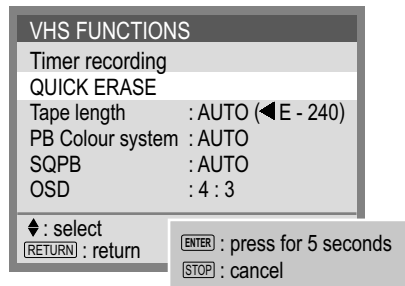 VHS FUNCTIONS
Timer recording
QUICK ERASE
Tape length : AUTO (◀E - 240)
PB Colour system : AUTO
SQPB : AUTO
OSD : 4 : 3
♦ : select
RETURN : return
ENTER : press for 5 seconds
STOP : cancel